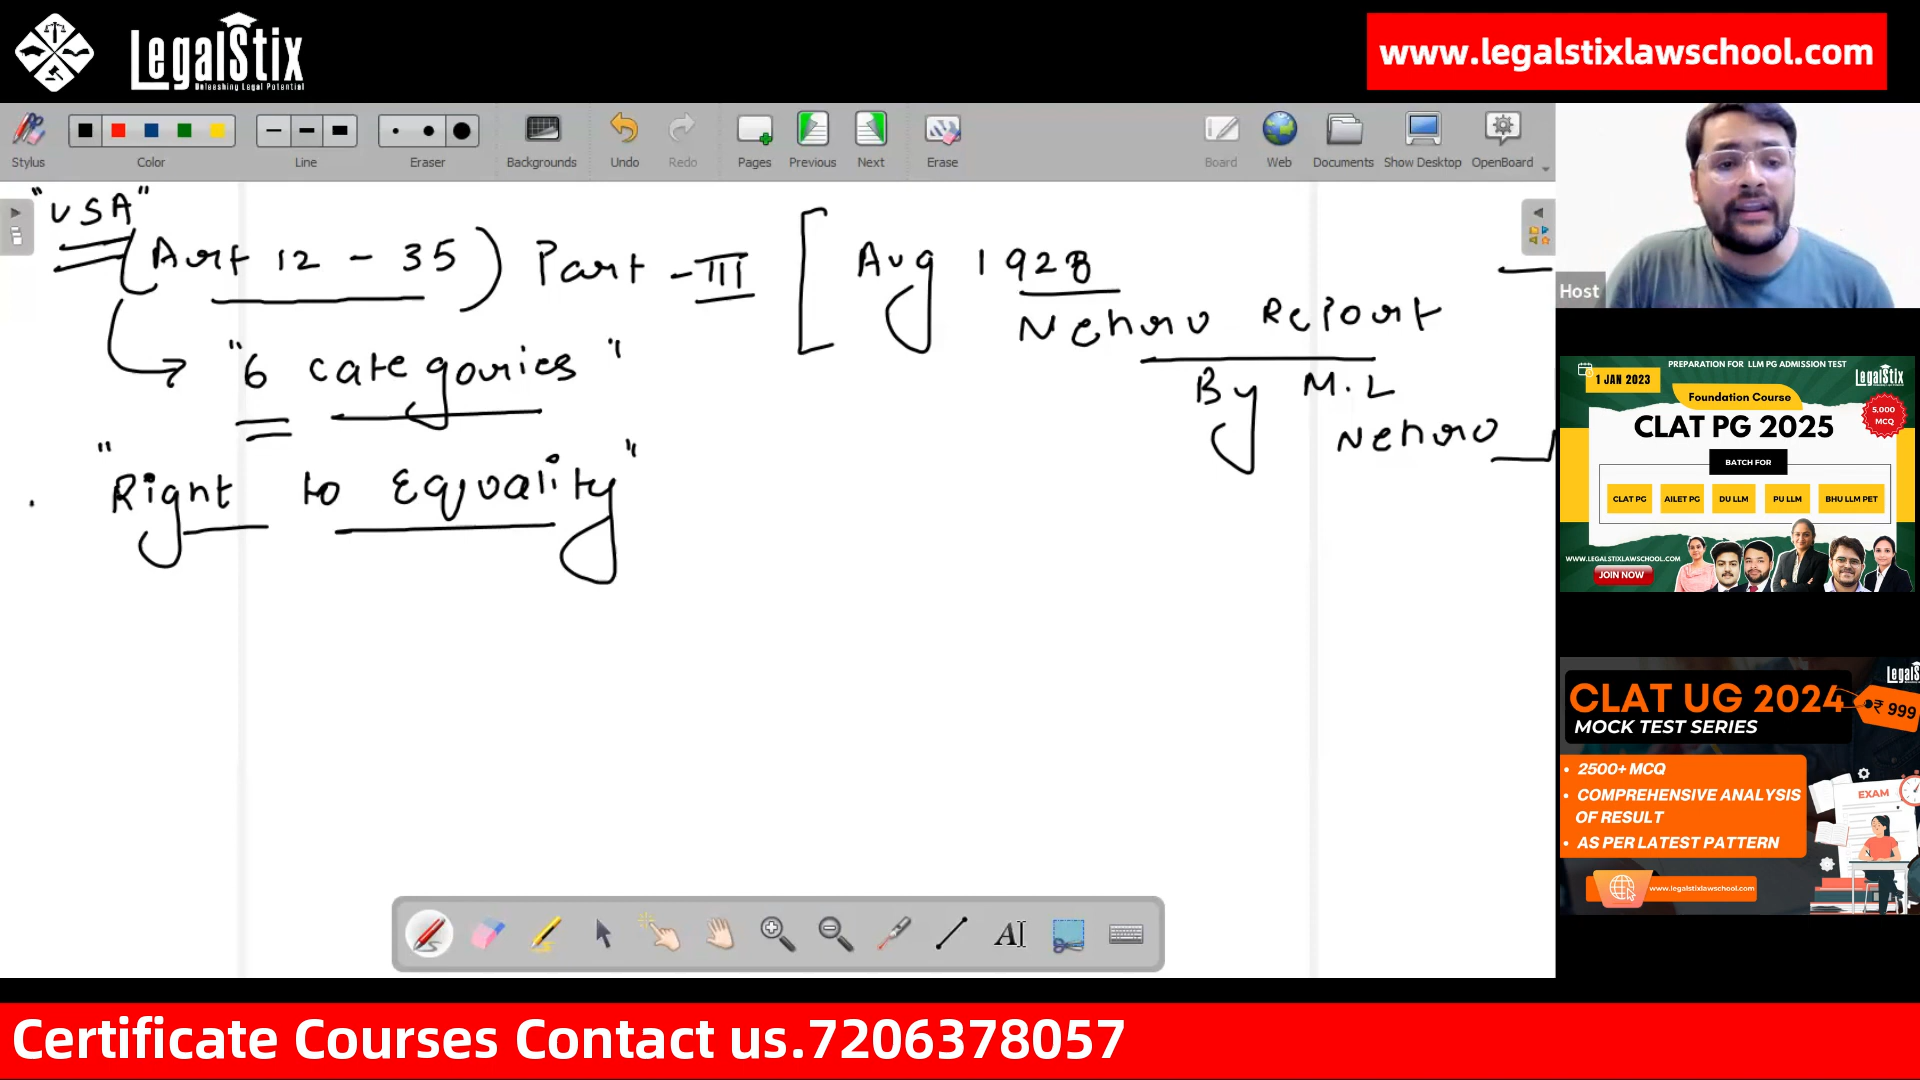 LegalStix
Unleashing Legal Potential
www.legalstixlawschool.com
Stylus
Color
Line
Eraser
Backgrounds
Undo
Redo
Pages
Previous
Next
Erase
Board
Web
Documents
Show Desktop
OpenBoard
"USA"
(Art 12 - 35) Part - III [ Aug 1928
Nehru Report
By M.L
Nehru ]
"6 categories"
"Right to Equality"
Host
1 JAN 2023
PREPARATION FOR LLM PG ADMISSION TEST
LegalStix
Foundation Course
5,000 MCQ
CLAT PG 2025
BATCH FOR
CLAT PG
AILET PG
DU LLM
PU LLM
BHU LLM PET
WWW.LEGALSTIXLAWSCHOOL.COM
JOIN NOW
LegalS
CLAT UG 2024
₹ 999
MOCK TEST SERIES
• 2500+ MCQ
• COMPREHENSIVE ANALYSIS
OF RESULT
• AS PER LATEST PATTERN
EXAM
www.legalstixlawschool.com
Certificate Courses Contact us.7206378057